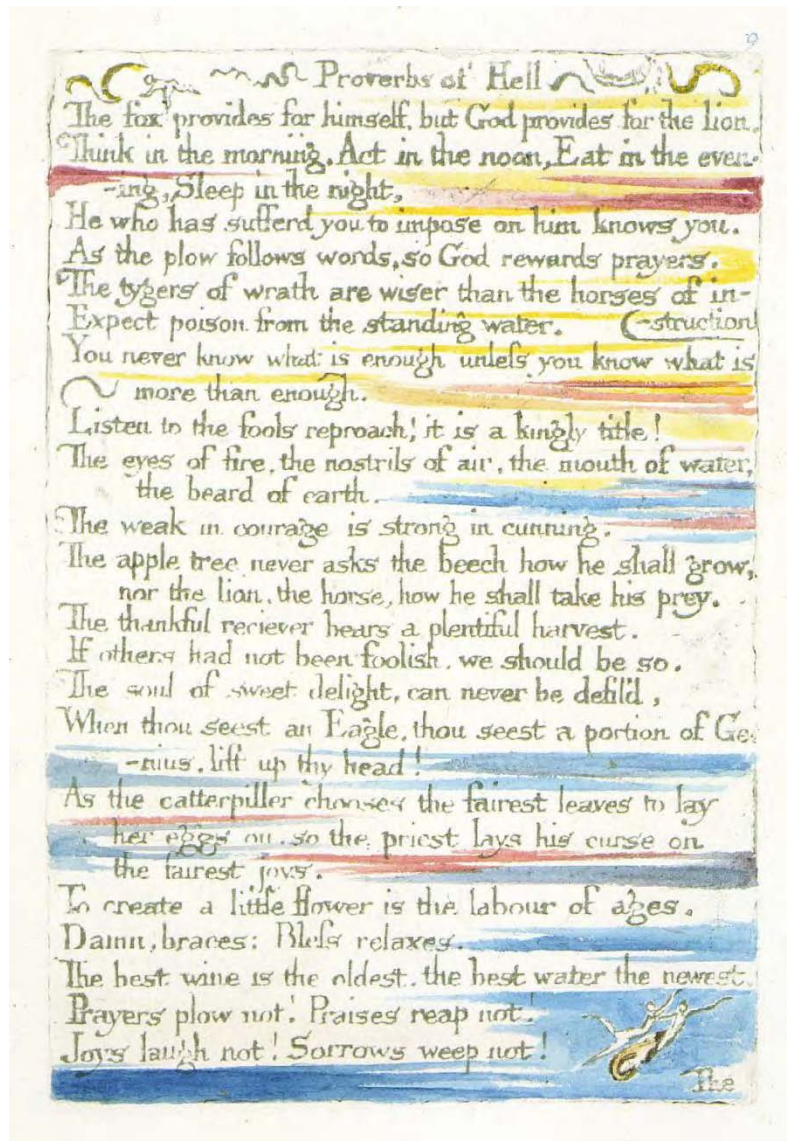 9
Proverbs of Hell
The fox provides for himself, but God provides for the lion.
Think in the morning, Act in the noon, Eat in the even-
-ing, Sleep in the night,
He who has sufferd you to impose on him knows you.
As the plow follows words, so God rewards prayers.
The tygers of wrath are wiser than the horses of in-
Expect poison from the standing water. (-struction
You never know what is enough unless you know what is
more than enough.
Listen to the fools reproach! it is a kingly title!
The eyes of fire, the nostrils of air, the mouth of water,
the beard of earth.
The weak in courage is strong in cunning.
The apple tree never asks the beech how he shall grow,
nor the lion, the horse, how he shall take his prey.
The thankful reciever bears a plentiful harvest.
If others had not been foolish, we should be so.
The soul of sweet delight, can never be defil'd,
When thou seest an Eagle, thou seest a portion of Ge-
-nius, lift up thy head!
As the catterpiller chooses the fairest leaves to lay
her eggs on, so the priest lays his curse on
the fairest joys.
To create a little flower is the labour of ages.
Damn, braces: Bless relaxes.
The best wine is the oldest, the best water the newest.
Prayers plow not! Praises reap not!
Joys laugh not! Sorrows weep not!
The